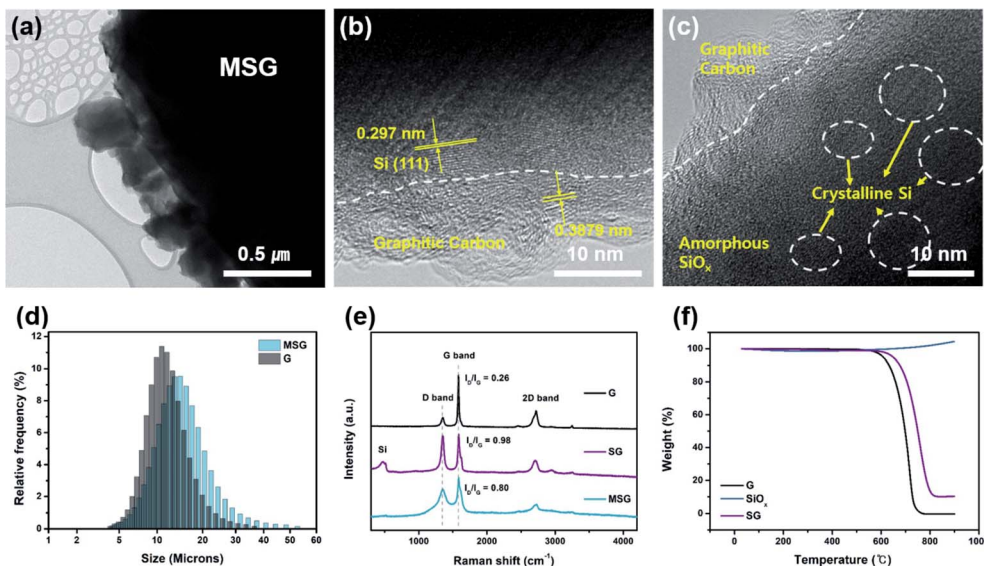 (a)
MSG
0.5 μm
(b)
0.297 nm
Si (111)
0.3879 nm
Graphitic Carbon
10 nm
(c)
Graphitic
Carbon
Crystalline Si
Amorphous
SiOx
10 nm
(d)
Relative frequency (%)
12
10
8
6
4
2
0
MSG
G
1 2 5 10 20 30 40 50 60
Size (Microns)
(e)
Intensity (a.u.)
G band
ID/IG = 0.26
D band
2D band
G
Si
ID/IG = 0.98
SG
ID/IG = 0.80
MSG
1000 2000 3000 4000
Raman shift (cm-1)
(f)
Weight (%)
100
80
60
40
20
0
G
SiOx
SG
0 200 400 600 800 1000
Temperature (℃)